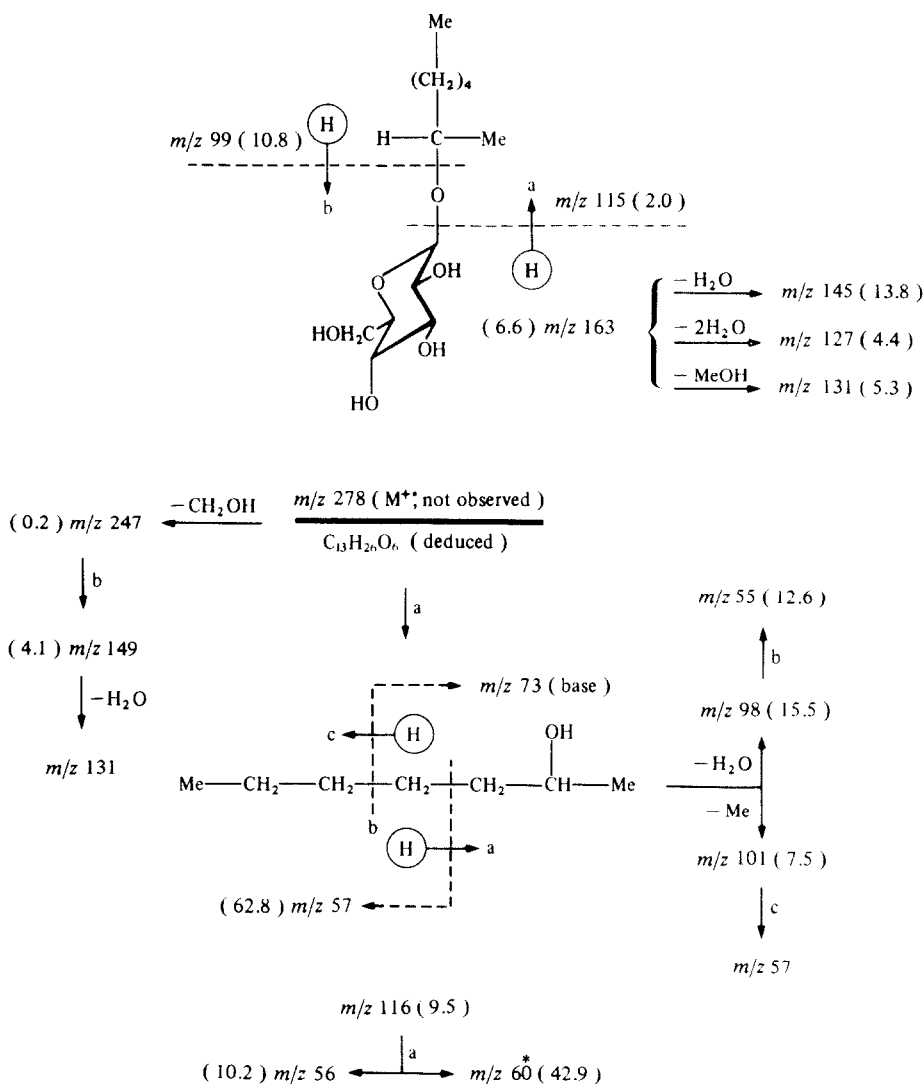 Me
(CH₂)₄
H
m/z 99 ( 10.8 )
H—C—Me
b
O
a
m/z 115 ( 2.0 )
H
O
OH
HOH₂C
OH
HO
( 6.6 ) m/z 163
− H₂O
m/z 145 ( 13.8 )
− 2H₂O
m/z 127 ( 4.4 )
− MeOH
m/z 131 ( 5.3 )
( 0.2 ) m/z 247
−CH₂OH
m/z 278 ( M⁺•, not observed )
C₁₃H₂₆O₆ ( deduced )
b
a
m/z 55 ( 12.6 )
( 4.1 ) m/z 149
b
−H₂O
m/z 73 ( base )
m/z 98 ( 15.5 )
c
H
OH
−H₂O
m/z 131
Me—CH₂—CH₂—CH₂—CH₂—CH—Me
− Me
b
H
a
m/z 101 ( 7.5 )
( 62.8 ) m/z 57
c
m/z 57
m/z 116 ( 9.5 )
a
( 10.2 ) m/z 56
m/z 60* ( 42.9 )